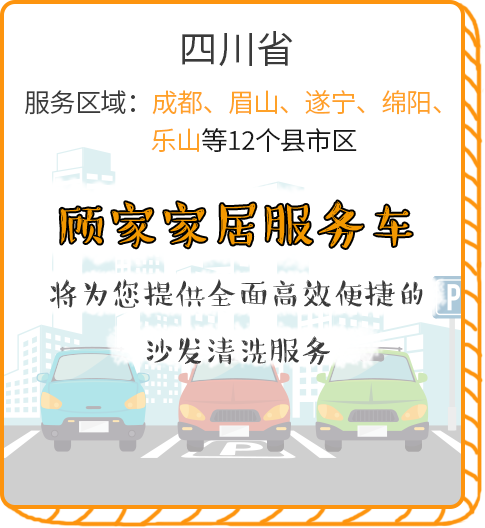 四川省
服务区域：成都、眉山、遂宁、绵阳、
乐山等12个县市区
顾家家居服务车
将为您提供全面高效便捷的
沙发清洗服务
P
P